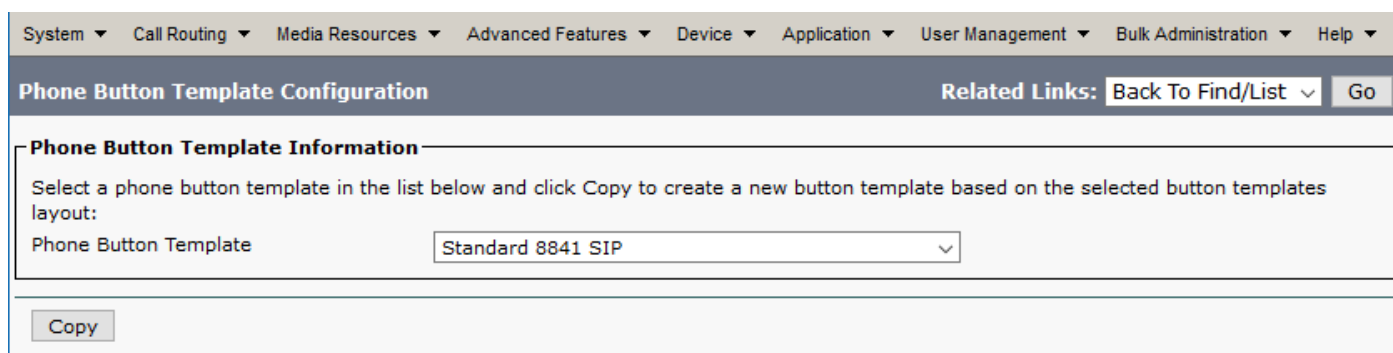 System Call Routing Media Resources Advanced Features Device Application User Management Bulk Administration Help
Phone Button Template Configuration Related Links: Back To Find/List Go
Phone Button Template Information
Select a phone button template in the list below and click Copy to create a new button template based on the selected button templates
layout:
Phone Button Template Standard 8841 SIP
Copy